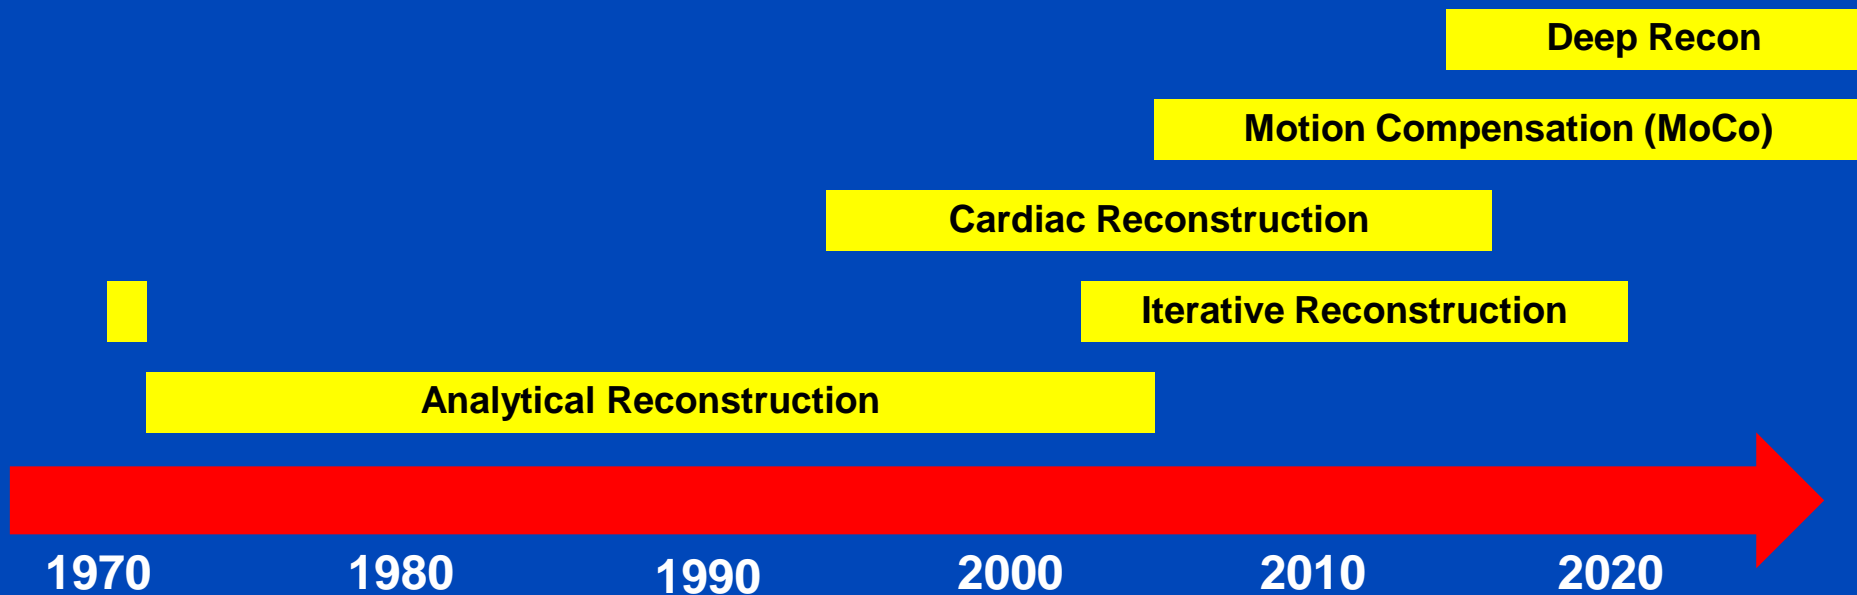 Deep Recon
Motion Compensation (MoCo)
Cardiac Reconstruction
Iterative Reconstruction
Analytical Reconstruction
1970 1980 1990 2000 2010 2020